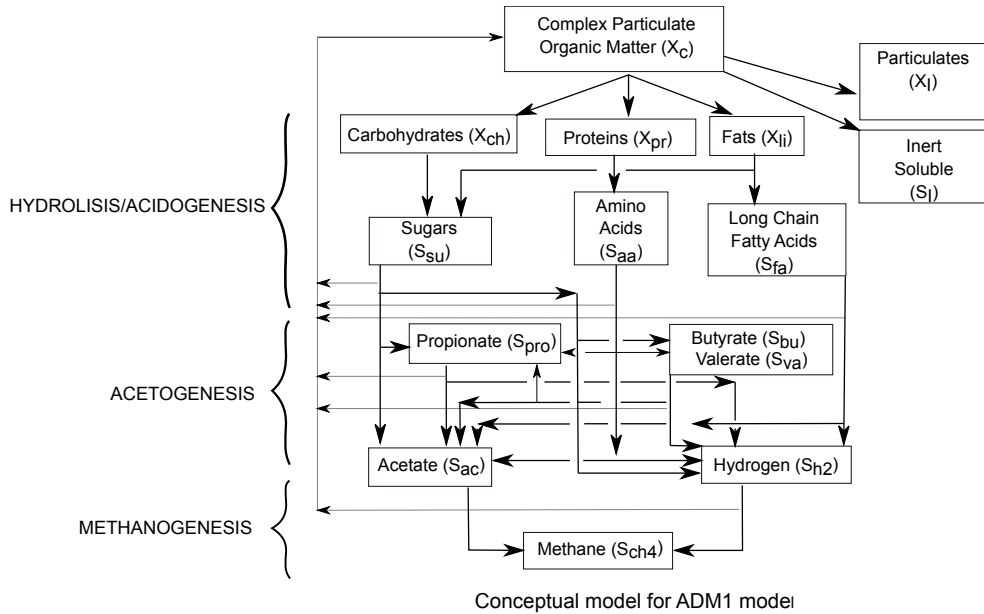 Complex Particulate
Organic Matter (Xc)
Particulates
(XI)
Carbohydrates (Xch)
Proteins (Xpr)
Fats (Xli)
Inert
Soluble
(SI)
HYDROLISIS/ACIDOGENESIS
Sugars
(Ssu)
Amino
Acids
(Saa)
Long Chain
Fatty Acids
(Sfa)
Propionate (Spro)
Butyrate (Sbu)
Valerate (Sva)
ACETOGENESIS
Acetate (Sac)
Hydrogen (Sh2)
METHANOGENESIS
Methane (Sch4)
Conceptual model for ADM1 model